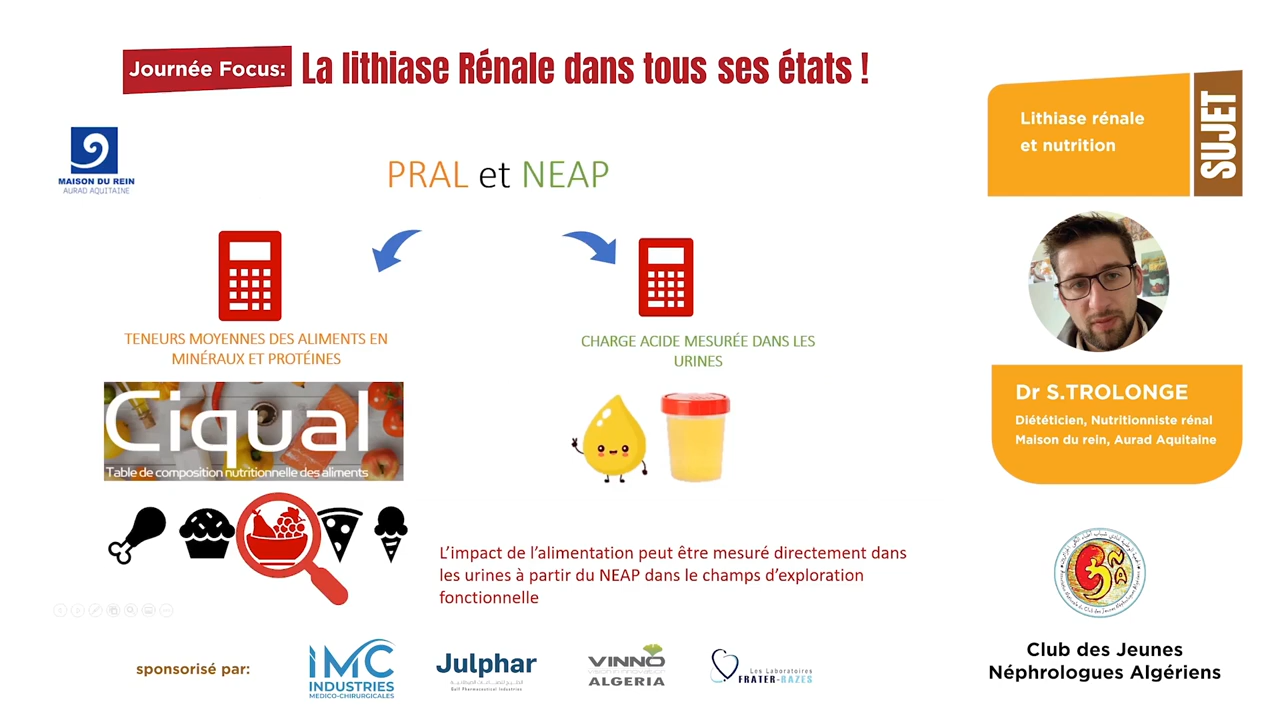 Journée Focus: La lithiase Rénale dans tous ses états !
MAISON DU REIN
AURAD AQUITAINE
PRAL et NEAP
TENEURS MOYENNES DES ALIMENTS EN
MINÉRAUX ET PROTÉINES
CHARGE ACIDE MESURÉE DANS LES
URINES
Ciqual
Table de composition nutritionnelle des aliments
L'impact de l'alimentation peut être mesuré directement dans
les urines à partir du NEAP dans le champs d'exploration
fonctionnelle
Lithiase rénale
et nutrition
SUJET
Dr S.TROLONGE
Diététicien, Nutritionniste rénal
Maison du rein, Aurad Aquitaine
Club des Jeunes
Néphrologues Algériens
sponsorisé par:
IMC
INDUSTRIES
MEDICO-CHIRURGICALES
Julphar
Gulf Pharmaceutical Industries
VINNO
ALGERIA
Les Laboratoires
FRATER-RAZES